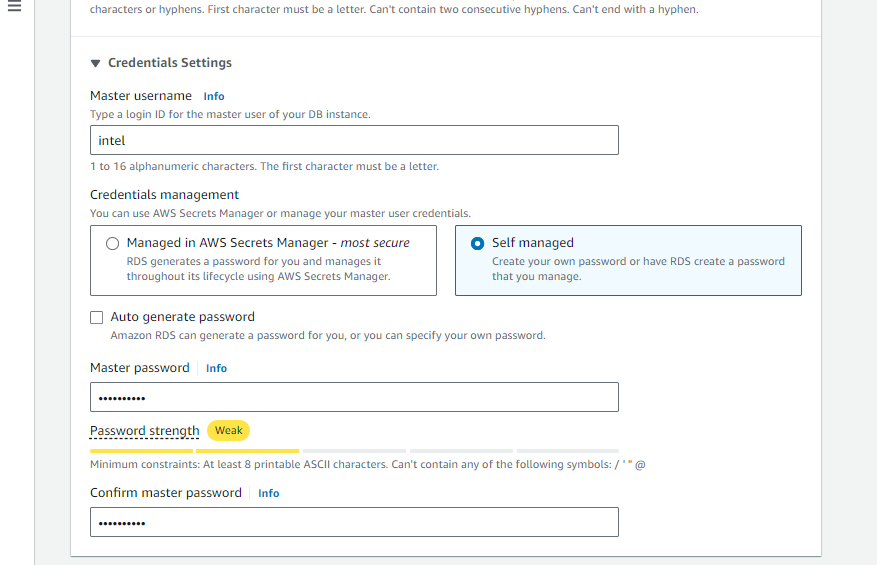 characters or hyphens. First character must be a letter. Can't contain two consecutive hyphens. Can't end with a hyphen.
Credentials Settings
Master username Info
Type a login ID for the master user of your DB instance.
intel
1 to 16 alphanumeric characters. The first character must be a letter.
Credentials management
You can use AWS Secrets Manager or manage your master user credentials.
Managed in AWS Secrets Manager - most secure
RDS generates a password for you and manages it
throughout its lifecycle using AWS Secrets Manager.
Self managed
Create your own password or have RDS create a password
that you manage.
Auto generate password
Amazon RDS can generate a password for you, or you can specify your own password.
Master password Info
••••••••••
Password strength Weak
Minimum constraints: At least 8 printable ASCII characters. Can't contain any of the following symbols: / ' " @
Confirm master password Info
••••••••••